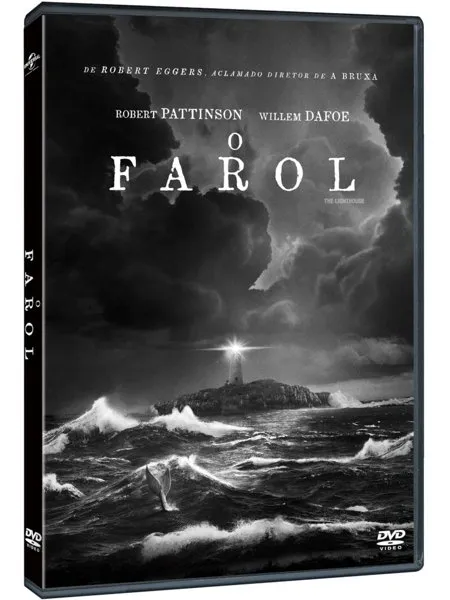 DE ROBERT EGGERS, ACLAMADO DIRETOR DE A BRUXA
ROBERT PATTINSON WILLEM DAFOE
O
FAROL
THE LIGHTHOUSE
DVD
VIDEO
O FAROL
DVD
VIDEO